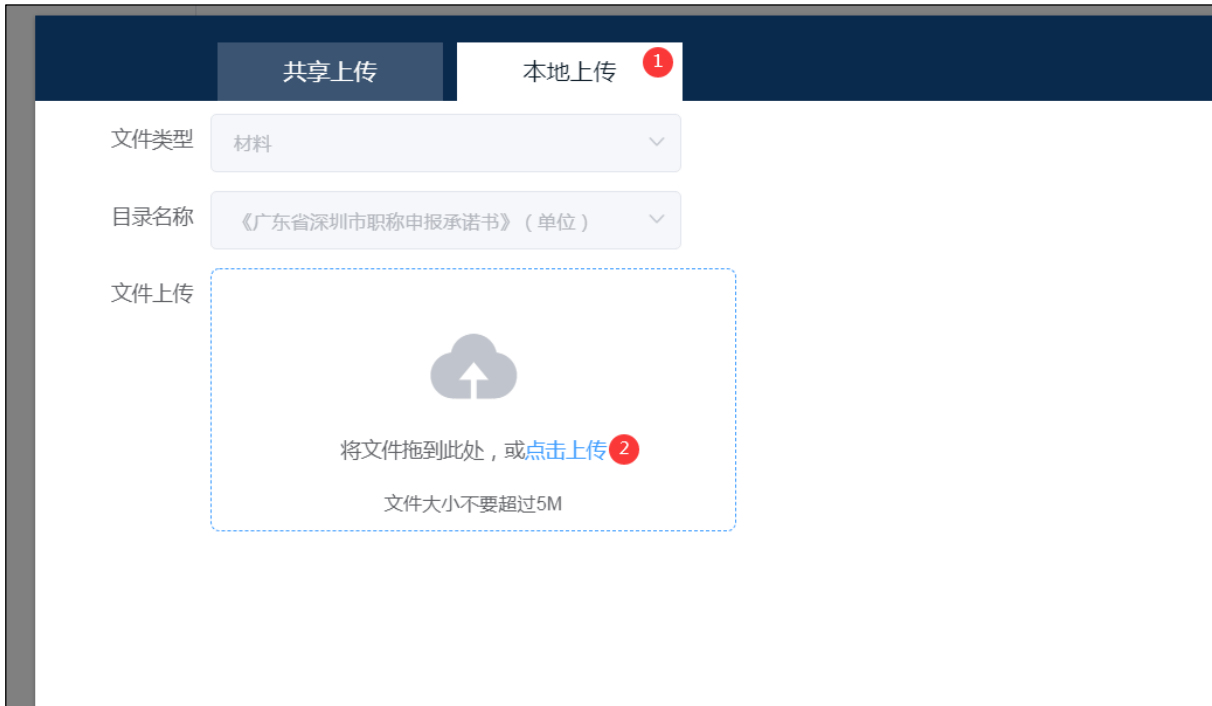 共享上传
本地上传 1
文件类型 材料
目录名称 《广东省深圳市职称申报承诺书》（单位）
文件上传
将文件拖到此处，或点击上传 2
文件大小不要超过5M